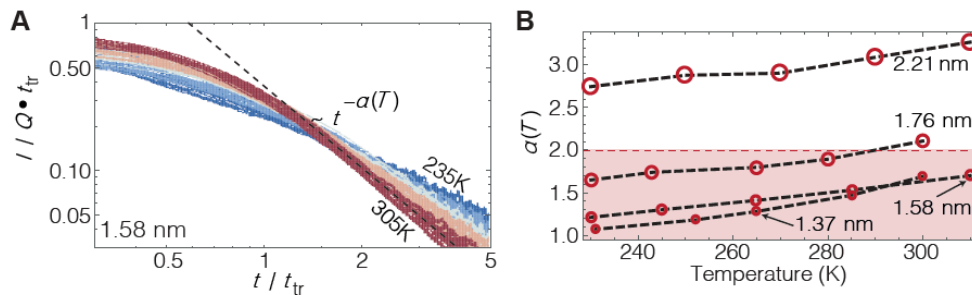 A
1
0.50
0.10
0.05
I / Q • t_tr
~ t^-α(T)
235K
305K
1.58 nm
0.5
1
2
5
t / t_tr
B
3.0
2.5
2.0
1.5
1.0
α(T)
2.21 nm
1.76 nm
1.37 nm
1.58 nm
240
260
280
300
Temperature (K)